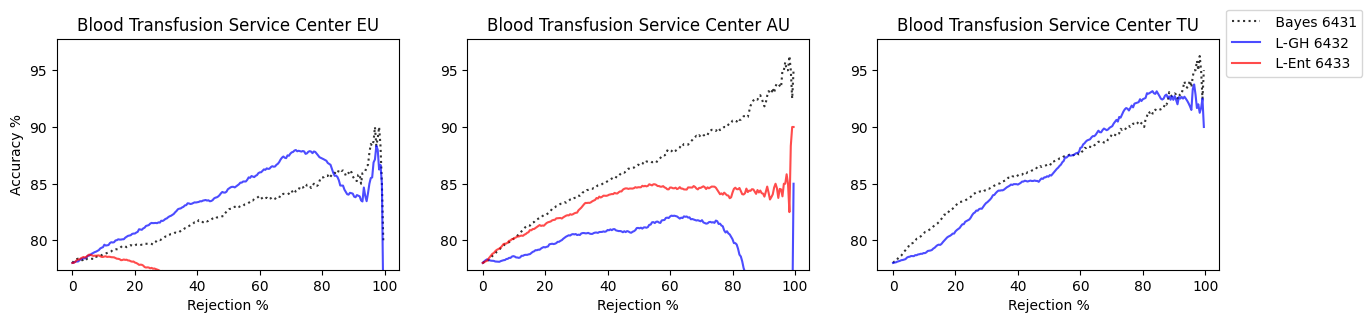 Blood Transfusion Service Center EU
Accuracy %
95
90
85
80
0 20 40 60 80 100
Rejection %
Blood Transfusion Service Center AU
95
90
85
80
0 20 40 60 80 100
Rejection %
Blood Transfusion Service Center TU
95
90
85
80
0 20 40 60 80 100
Rejection %
Bayes 6431
L-GH 6432
L-Ent 6433